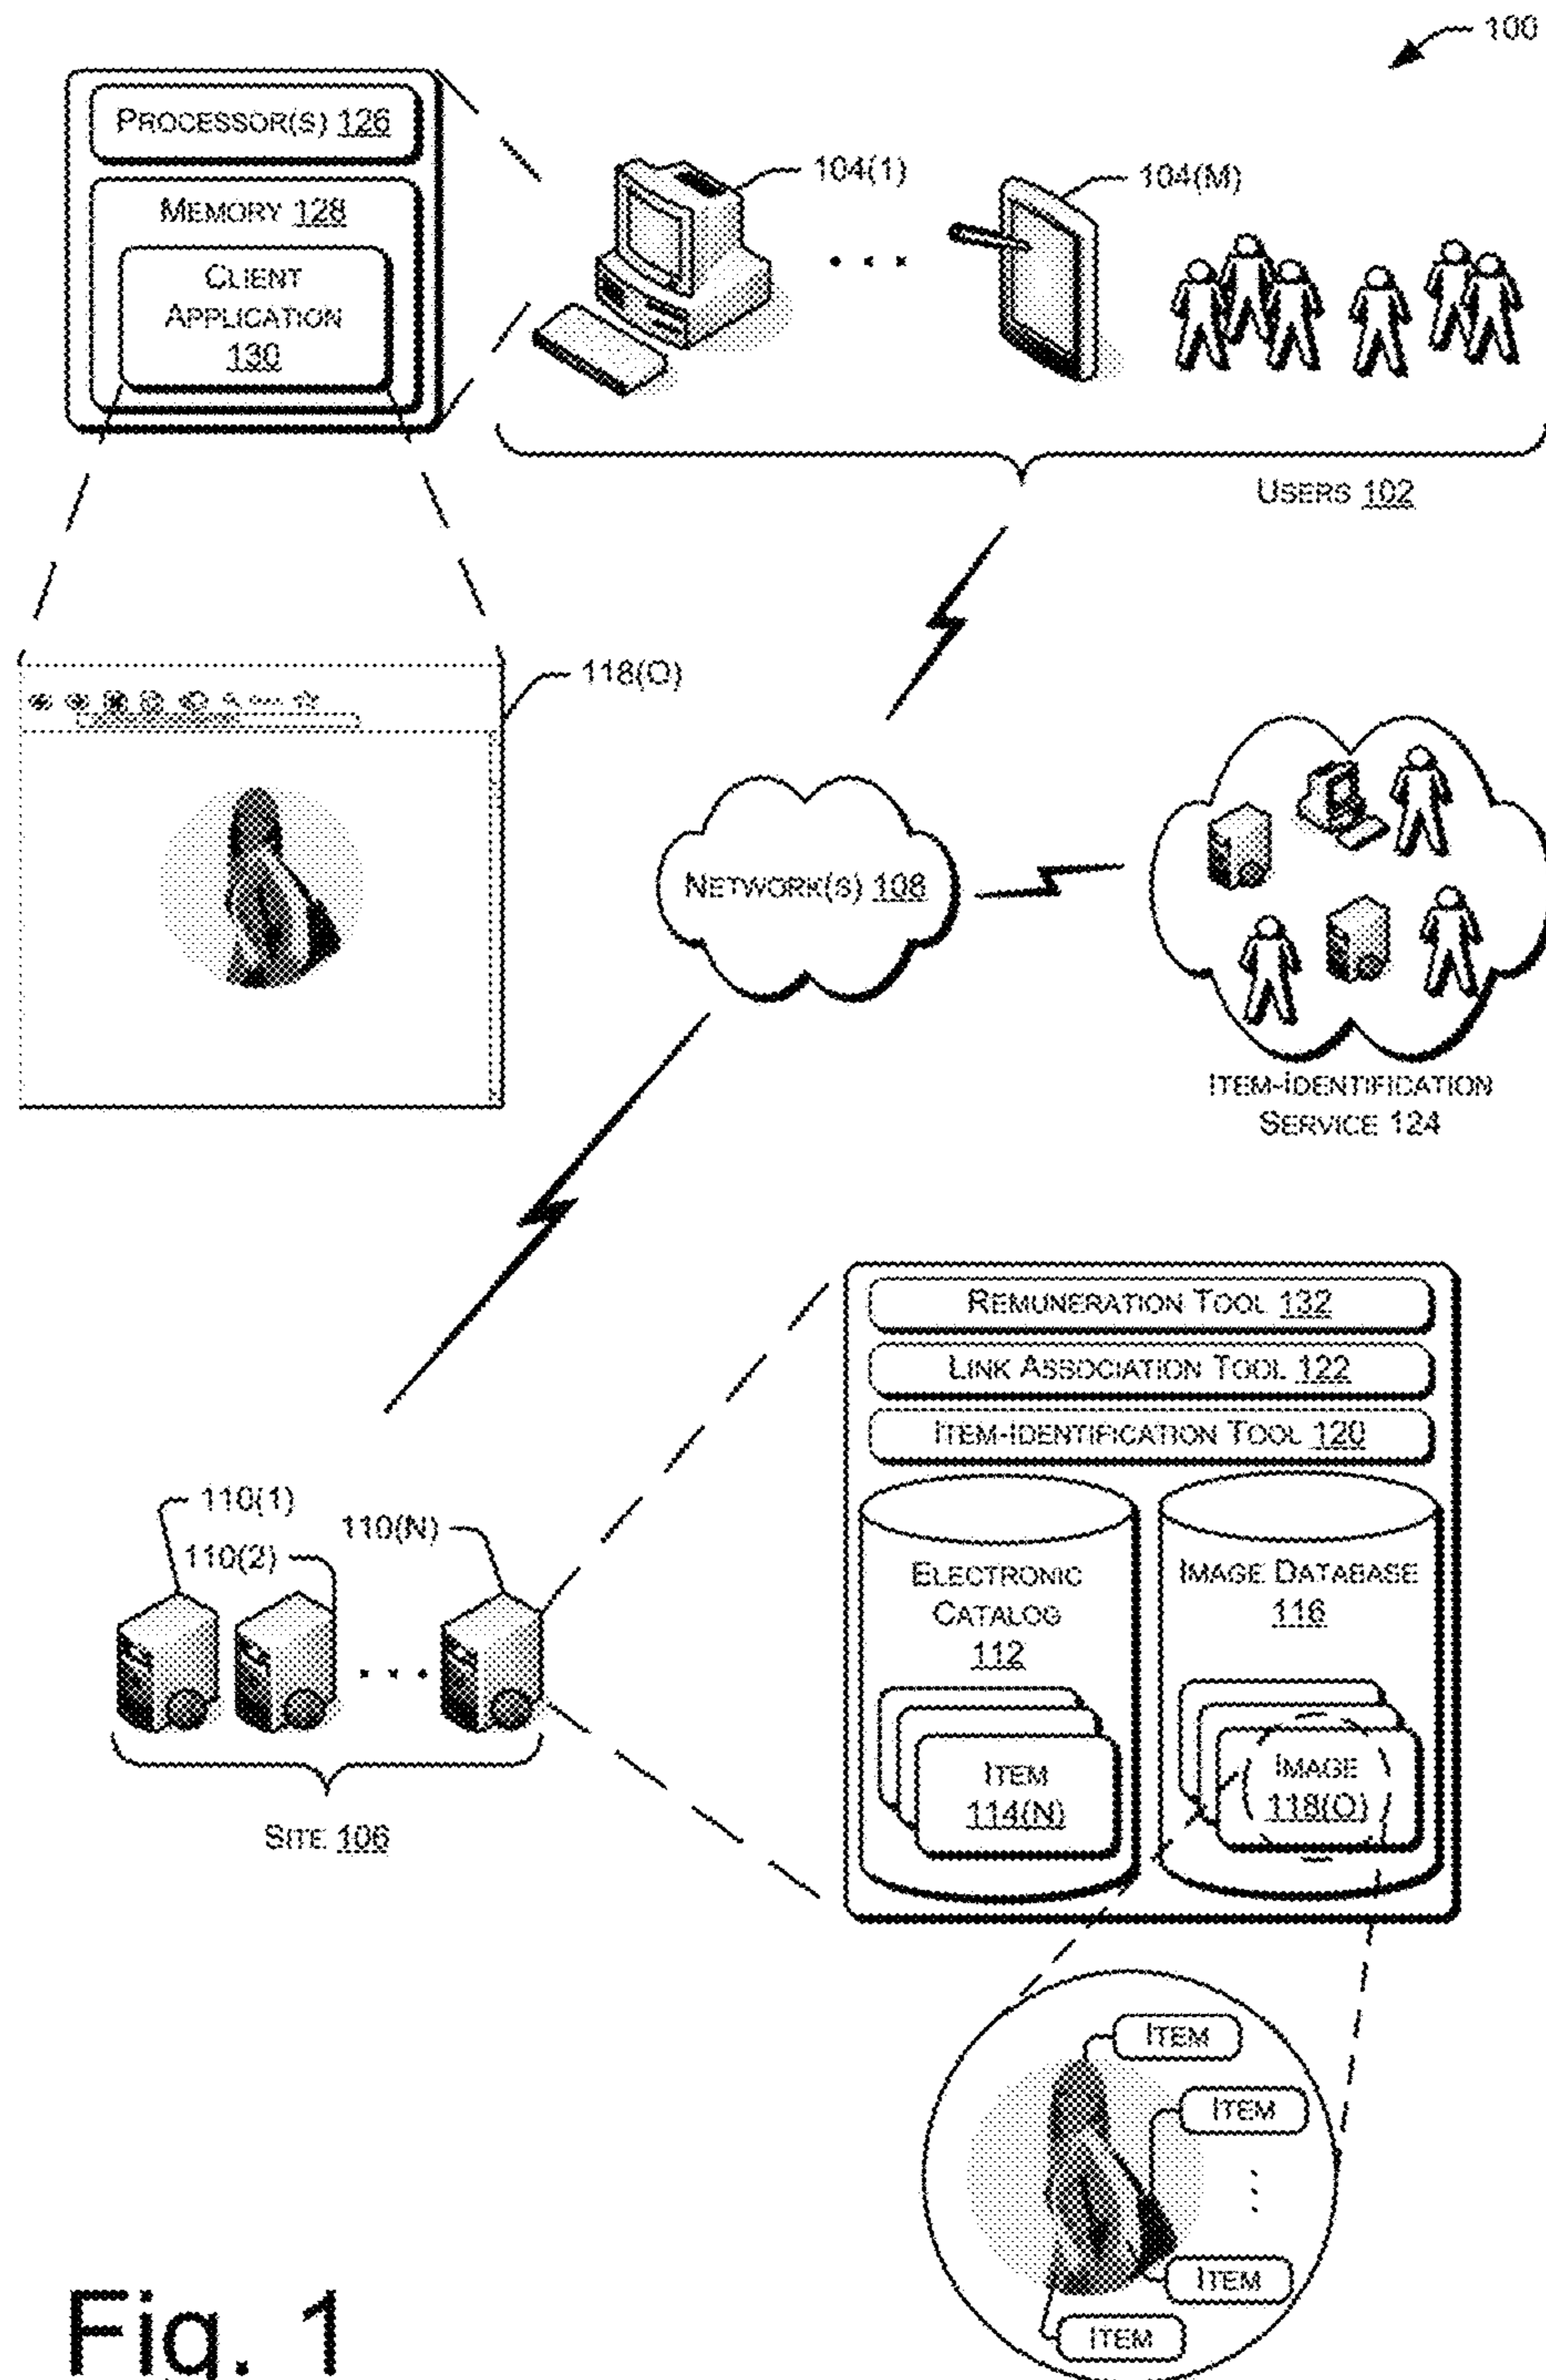 100
PROCESSOR(S) 126
MEMORY 128
CLIENT
APPLICATION
130
104(1)
104(M)
USERS 102
118(O)
NETWORK(S) 108
ITEM-IDENTIFICATION
SERVICE 124
REMUNERATION TOOL 132
LINK ASSOCIATION TOOL 122
ITEM-IDENTIFICATION TOOL 120
110(1)
110(2)
110(N)
SITE 106
ELECTRONIC
CATALOG
112
ITEM
114(N)
IMAGE DATABASE
116
IMAGE
118(O)
ITEM
ITEM
ITEM
ITEM
Fig. 1